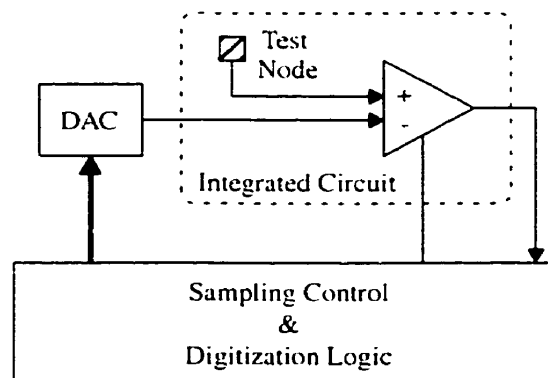 Test
Node
DAC
+
-
Integrated Circuit
Sampling Control
&
Digitization Logic